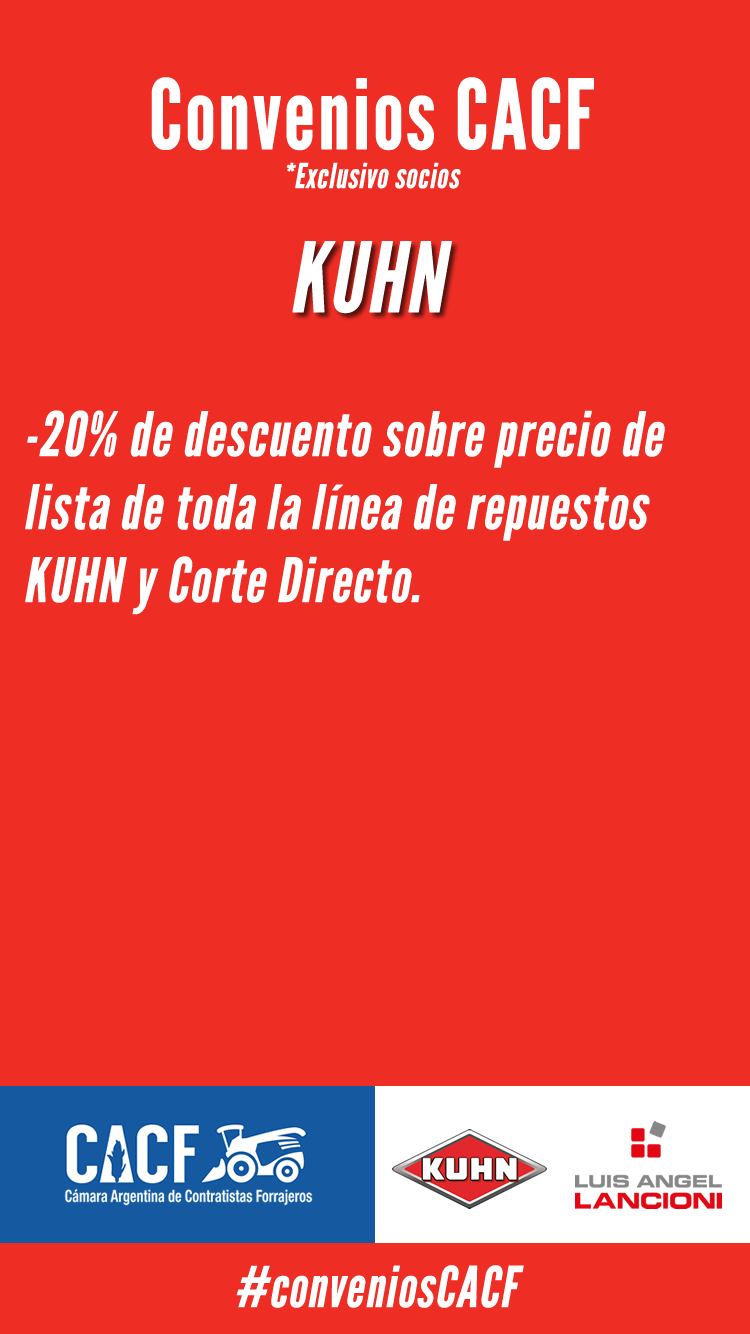 Convenios CACF
*Exclusivo socios
KUHN
-20% de descuento sobre precio de
lista de toda la línea de repuestos
KUHN y Corte Directo.
CACF
Cámara Argentina de Contratistas Forrajeros
KUHN
LUIS ANGEL
LANCIONI
#conveniosCACF